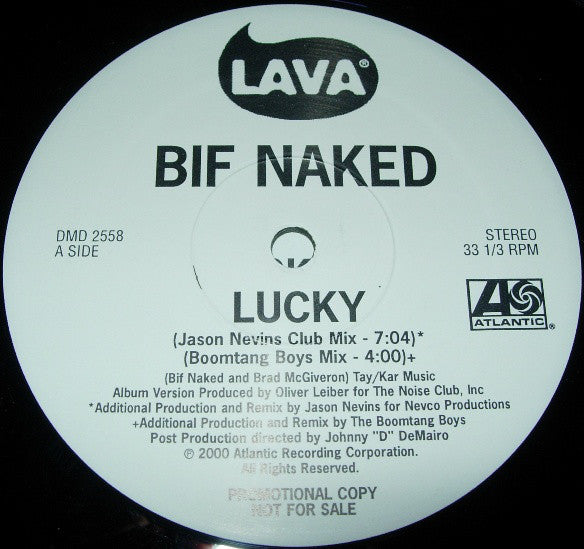 LAVA®
BIF NAKED
DMD 2558
A SIDE
STEREO
33 1/3 RPM
LUCKY
ATLANTIC®
(Jason Nevins Club Mix - 7:04)*
(Boomtang Boys Mix - 4:00)+
(Bif Naked and Brad McGiveron) Tay/Kar Music
Album Version Produced by Oliver Leiber for The Noise Club, Inc
*Additional Production and Remix by Jason Nevins for Nevco Productions
+Additional Production and Remix by The Boomtang Boys
Post Production directed by Johnny "D" DeMairo
℗ 2000 Atlantic Recording Corporation.
All Rights Reserved.
PROMOTIONAL COPY
NOT FOR SALE